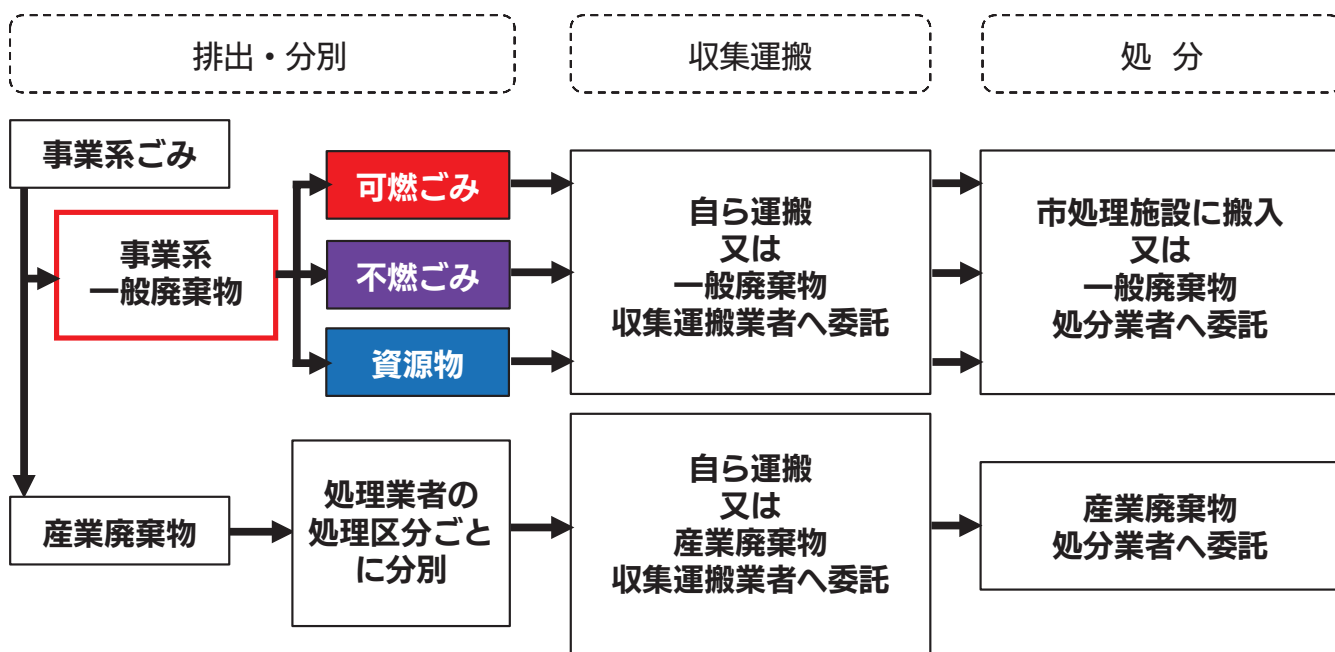 排出・分別
収集運搬
処 分
事業系ごみ
事業系
一般廃棄物
可燃ごみ
不燃ごみ
資源物
自ら運搬
又は
一般廃棄物
収集運搬業者へ委託
市処理施設に搬入
又は
一般廃棄物
処分業者へ委託
産業廃棄物
処理業者の
処理区分ごと
に分別
自ら運搬
又は
産業廃棄物
収集運搬業者へ委託
産業廃棄物
処分業者へ委託